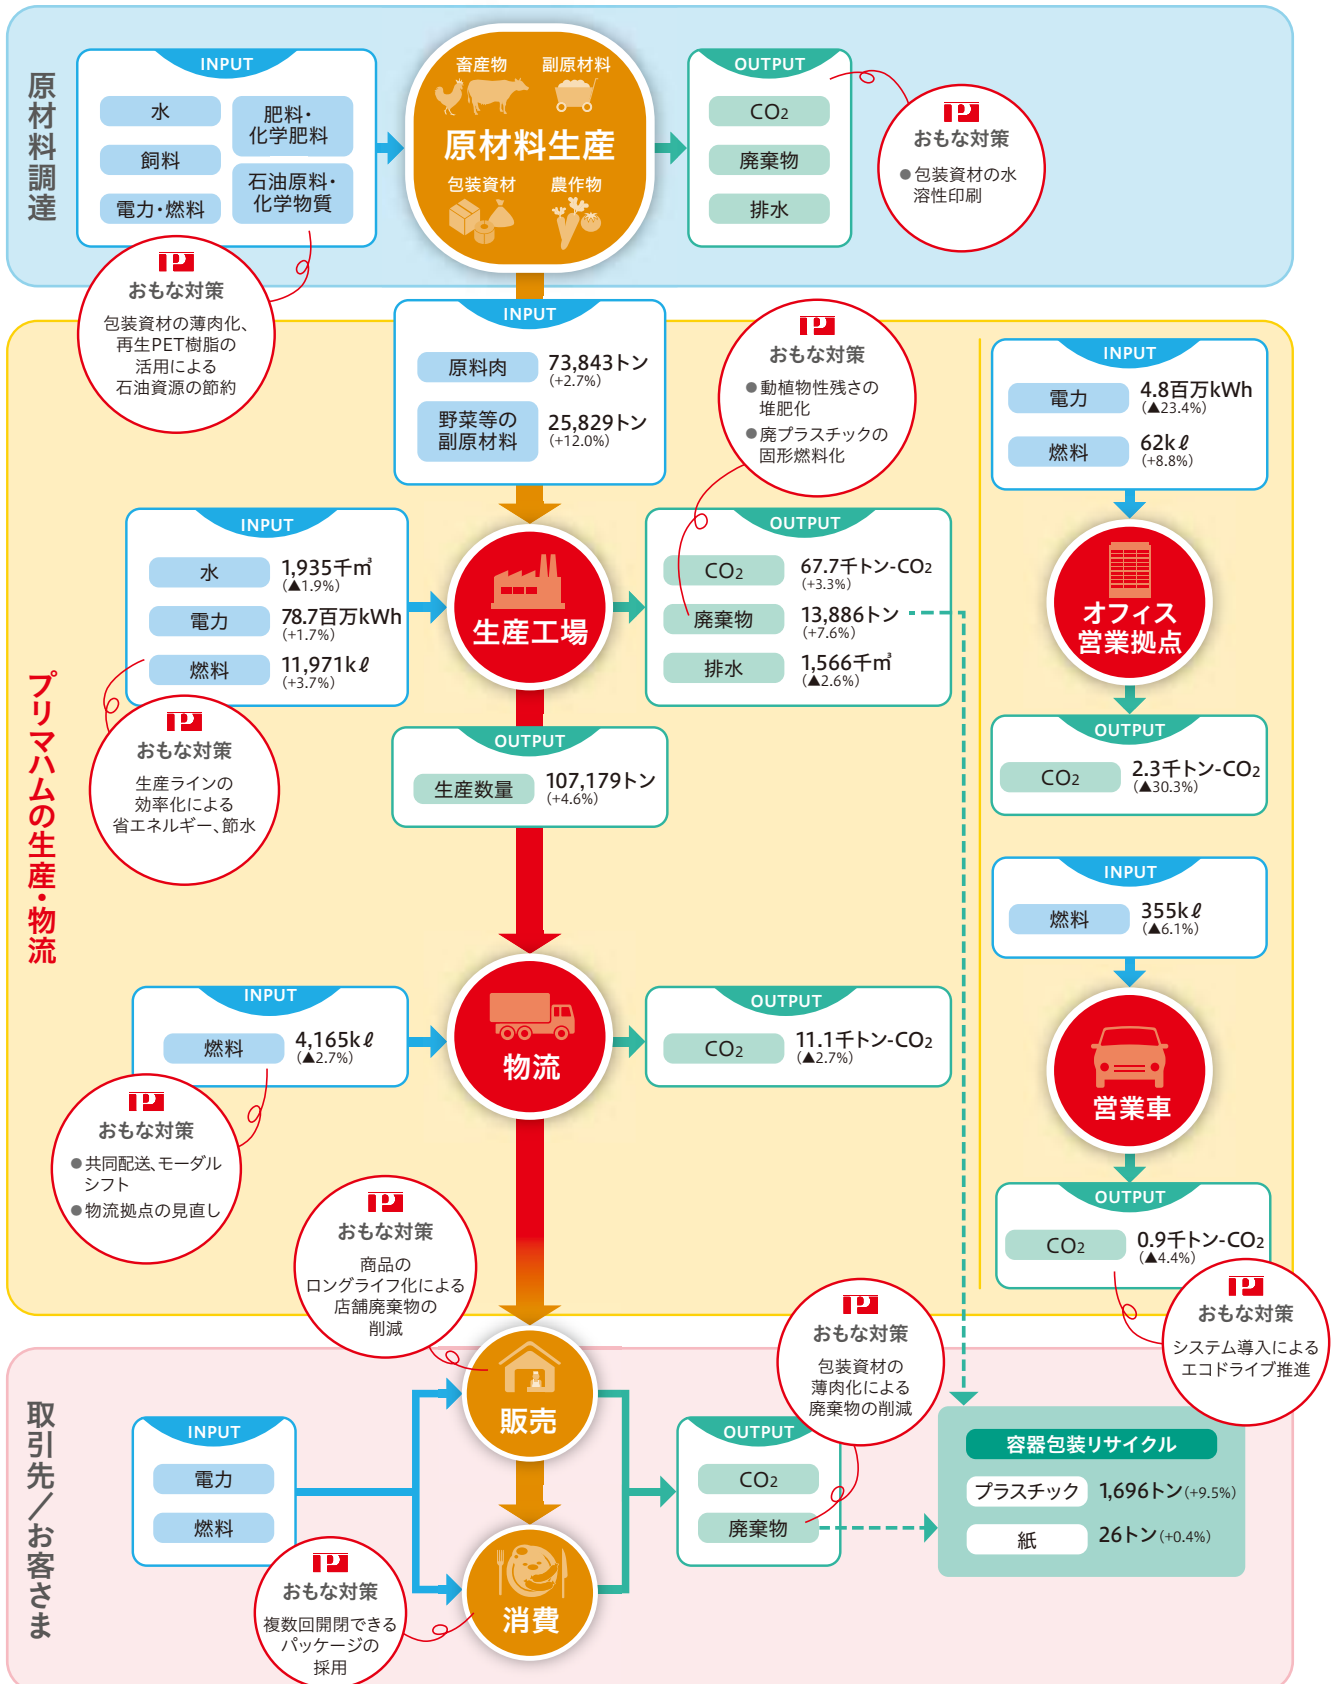 原材料調達
INPUT
水
飼料
電力・燃料
肥料・
化学肥料
石油原料・
化学物質
畜産物
副原材料
原材料生産
包装資材
農作物
OUTPUT
CO2
廃棄物
排水
P
おもな対策
●包装資材の水
溶性印刷
P
おもな対策
包装資材の薄肉化、
再生PET樹脂の
活用による
石油資源の節約
プリマハムの生産・物流
INPUT
原料肉
73,843トン
(+2.7%)
野菜等の
副原材料
25,829トン
(+12.0%)
P
おもな対策
●動植物性残さの
堆肥化
●廃プラスチックの
固形燃料化
INPUT
水
1,935千㎥
(▲1.9%)
電力
78.7百万kWh
(+1.7%)
燃料
11,971kℓ
(+3.7%)
生産工場
OUTPUT
CO2
67.7千トン-CO2
(+3.3%)
廃棄物
13,886トン
(+7.6%)
排水
1,566千㎥
(▲2.6%)
P
おもな対策
生産ラインの
効率化による
省エネルギー、節水
OUTPUT
生産数量
107,179トン
(+4.6%)
INPUT
燃料
4,165kℓ
(▲2.7%)
物流
OUTPUT
CO2
11.1千トン-CO2
(▲2.7%)
P
おもな対策
●共同配送、モーダル
シフト
●物流拠点の見直し
INPUT
電力
4.8百万kWh
(▲23.4%)
燃料
62kℓ
(+8.8%)
オフィス
営業拠点
OUTPUT
CO2
2.3千トン-CO2
(▲30.3%)
INPUT
燃料
355kℓ
(▲6.1%)
営業車
OUTPUT
CO2
0.9千トン-CO2
(▲4.4%)
P
おもな対策
システム導入による
エコドライブ推進
P
おもな対策
商品の
ロングライフ化による
店舗廃棄物の
削減
取引先／お客さま
INPUT
電力
燃料
販売
消費
P
おもな対策
複数回開閉できる
パッケージの
採用
OUTPUT
CO2
廃棄物
P
おもな対策
包装資材の
薄肉化による
廃棄物の削減
容器包装リサイクル
プラスチック
1,696トン(+9.5%)
紙
26トン(+0.4%)